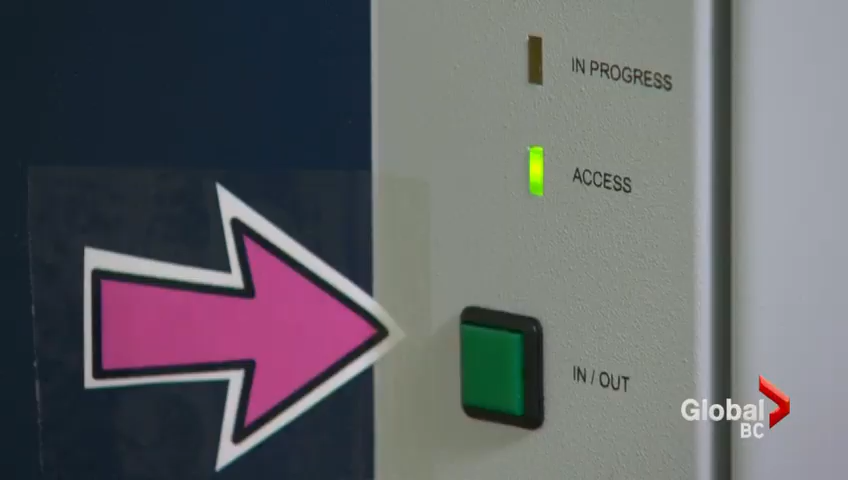 IN PROGRESS
ACCESS
IN / OUT
Global
BC